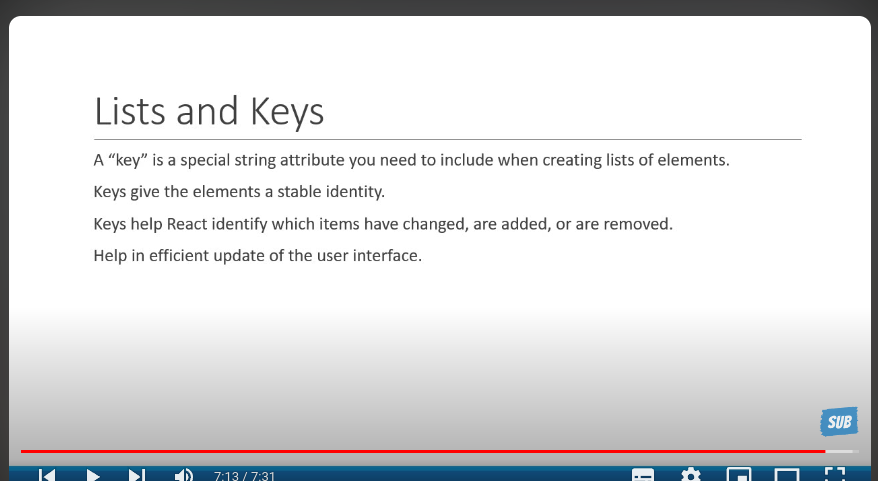 Lists and Keys
A “key” is a special string attribute you need to include when creating lists of elements.
Keys give the elements a stable identity.
Keys help React identify which items have changed, are added, or are removed.
Help in efficient update of the user interface.
SUB
7:13 / 7:31